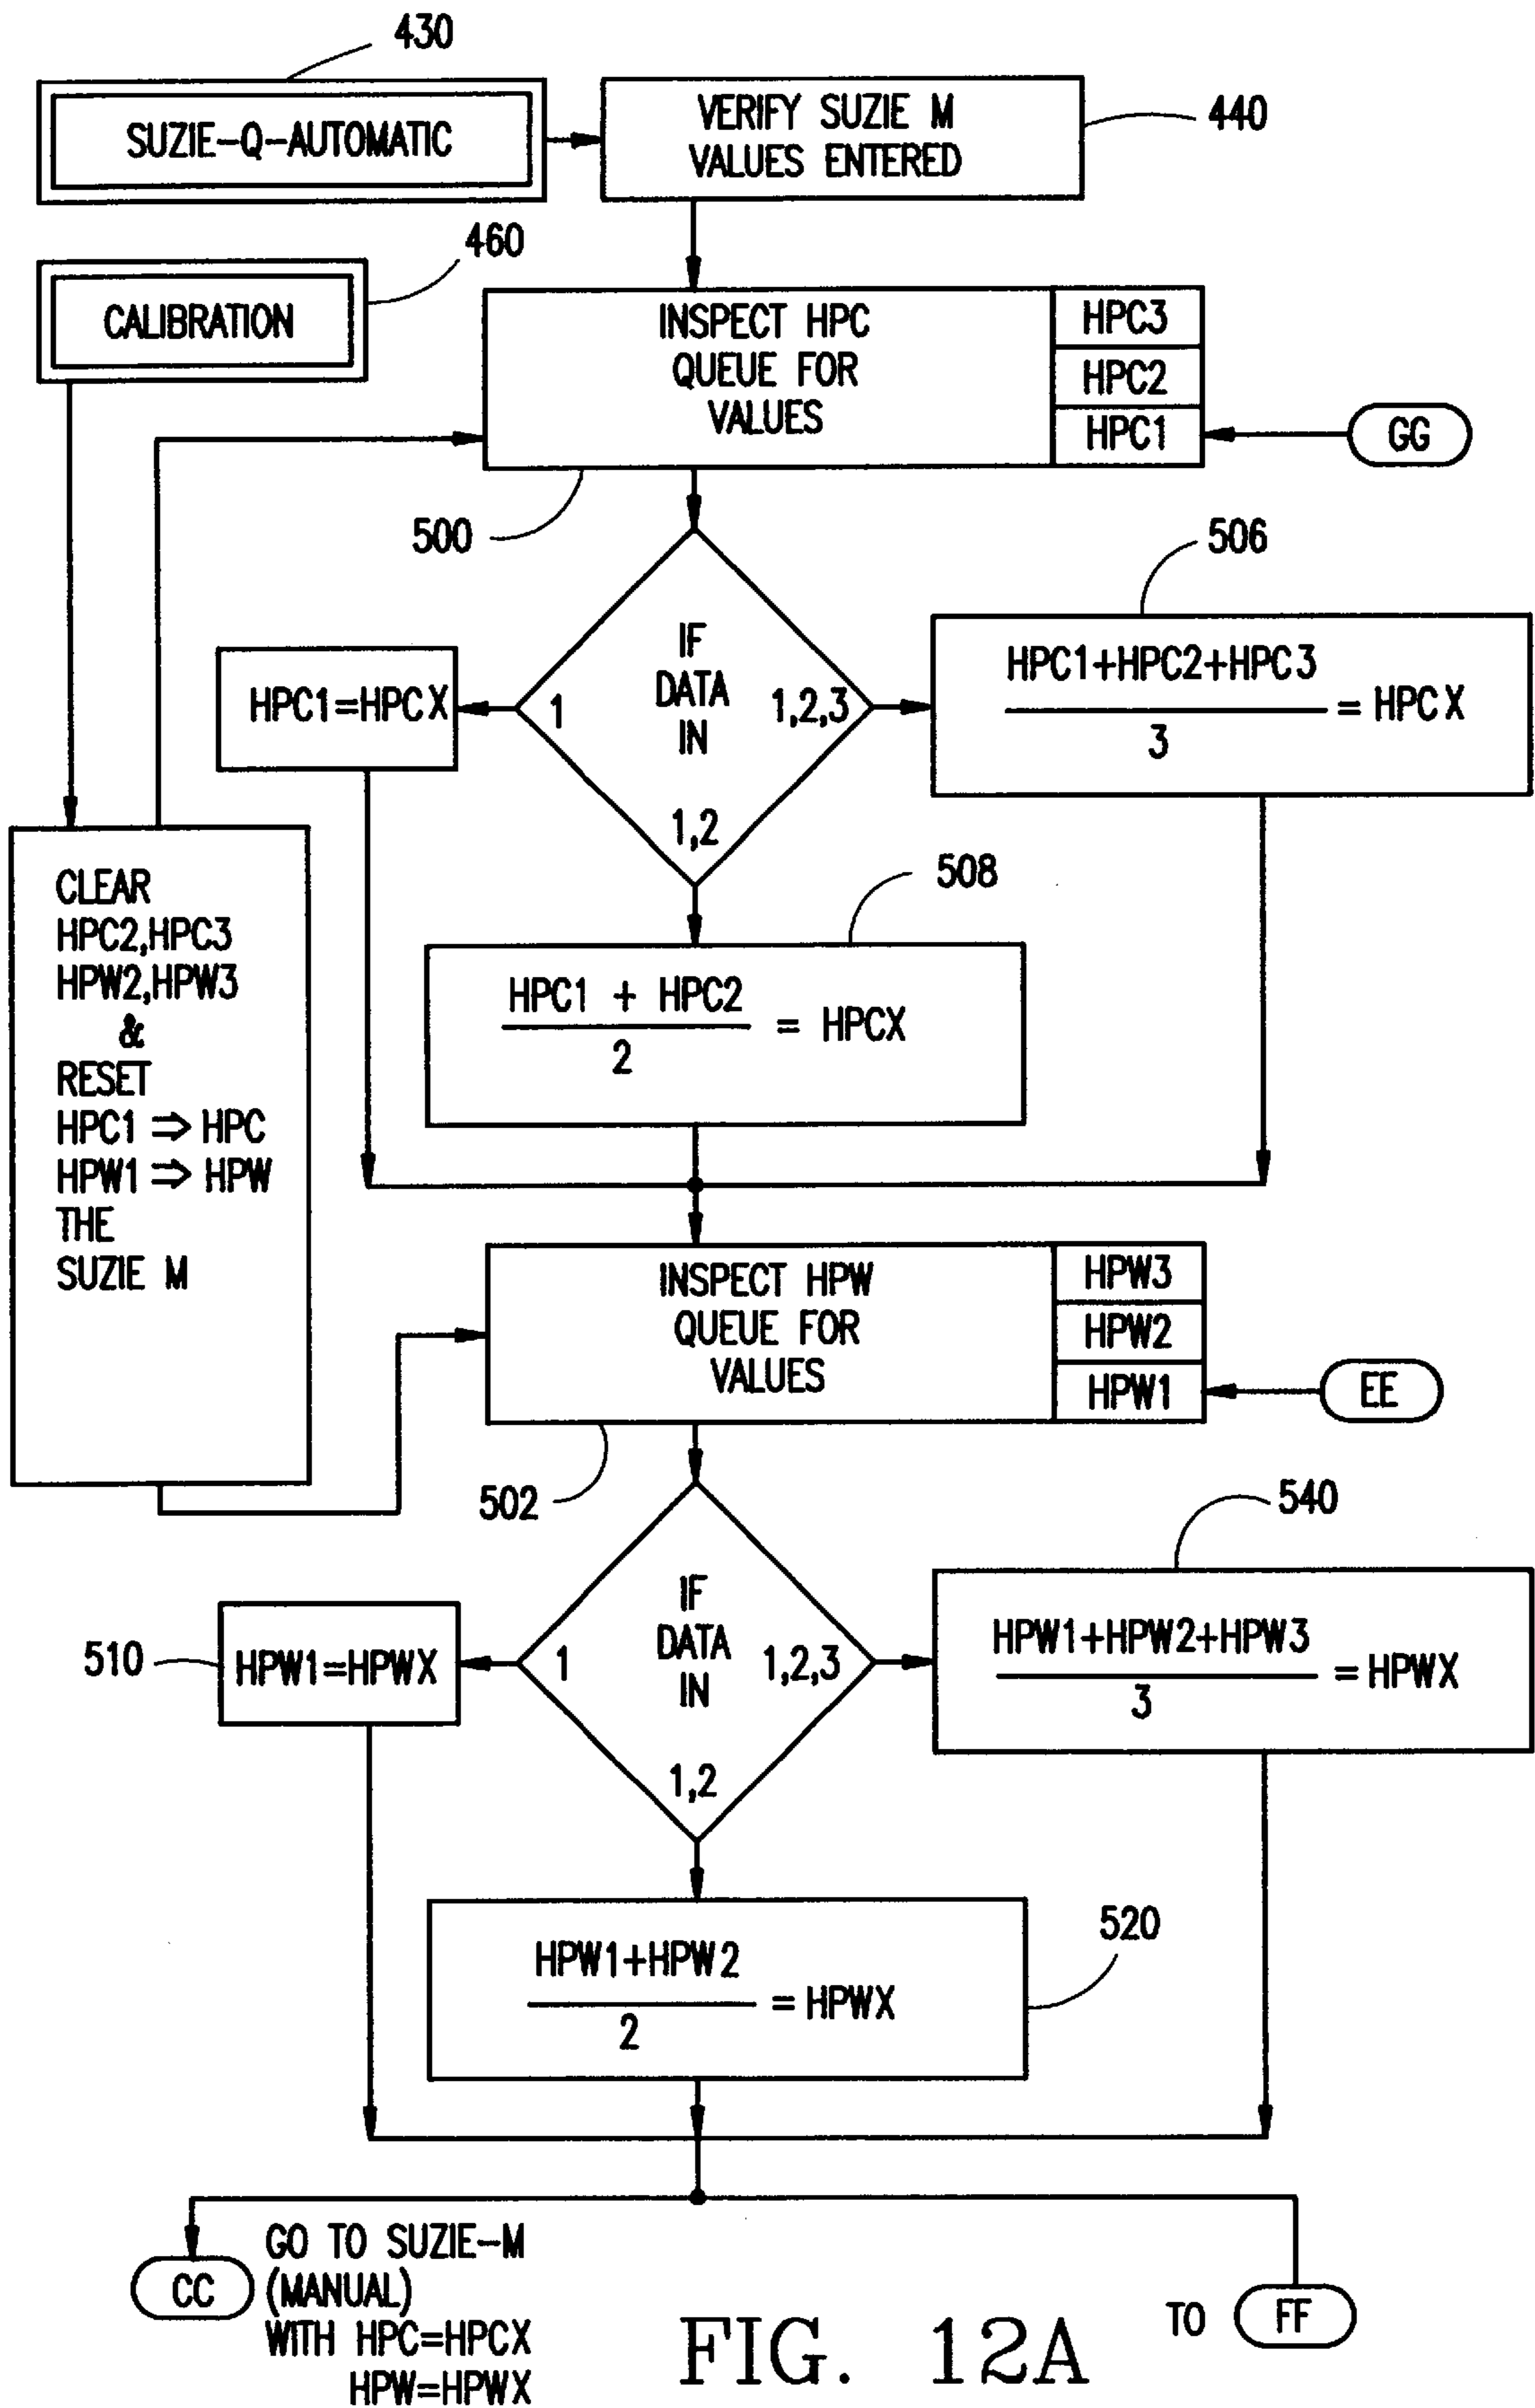 430
SUZIE-Q-AUTOMATIC
VERIFY SUZIE M
VALUES ENTERED
440
460
CALIBRATION
INSPECT HPC
QUEUE FOR
VALUES
HPC3
HPC2
HPC1
GG
500
506
IF
DATA
IN
1
1,2,3
1,2
HPC1=HPCX
HPC1+HPC2+HPC3
3
= HPCX
508
HPC1 + HPC2
2
= HPCX
CLEAR
HPC2,HPC3
HPW2,HPW3
&
RESET
HPC1 ⇒ HPC
HPW1 ⇒ HPW
THE
SUZIE M
INSPECT HPW
QUEUE FOR
VALUES
HPW3
HPW2
HPW1
EE
502
540
IF
DATA
IN
1
1,2,3
1,2
510
HPW1=HPWX
HPW1+HPW2+HPW3
3
= HPWX
520
HPW1+HPW2
2
= HPWX
CC
GO TO SUZIE-M
(MANUAL)
WITH HPC=HPCX
HPW=HPWX
TO
FF
FIG. 12A